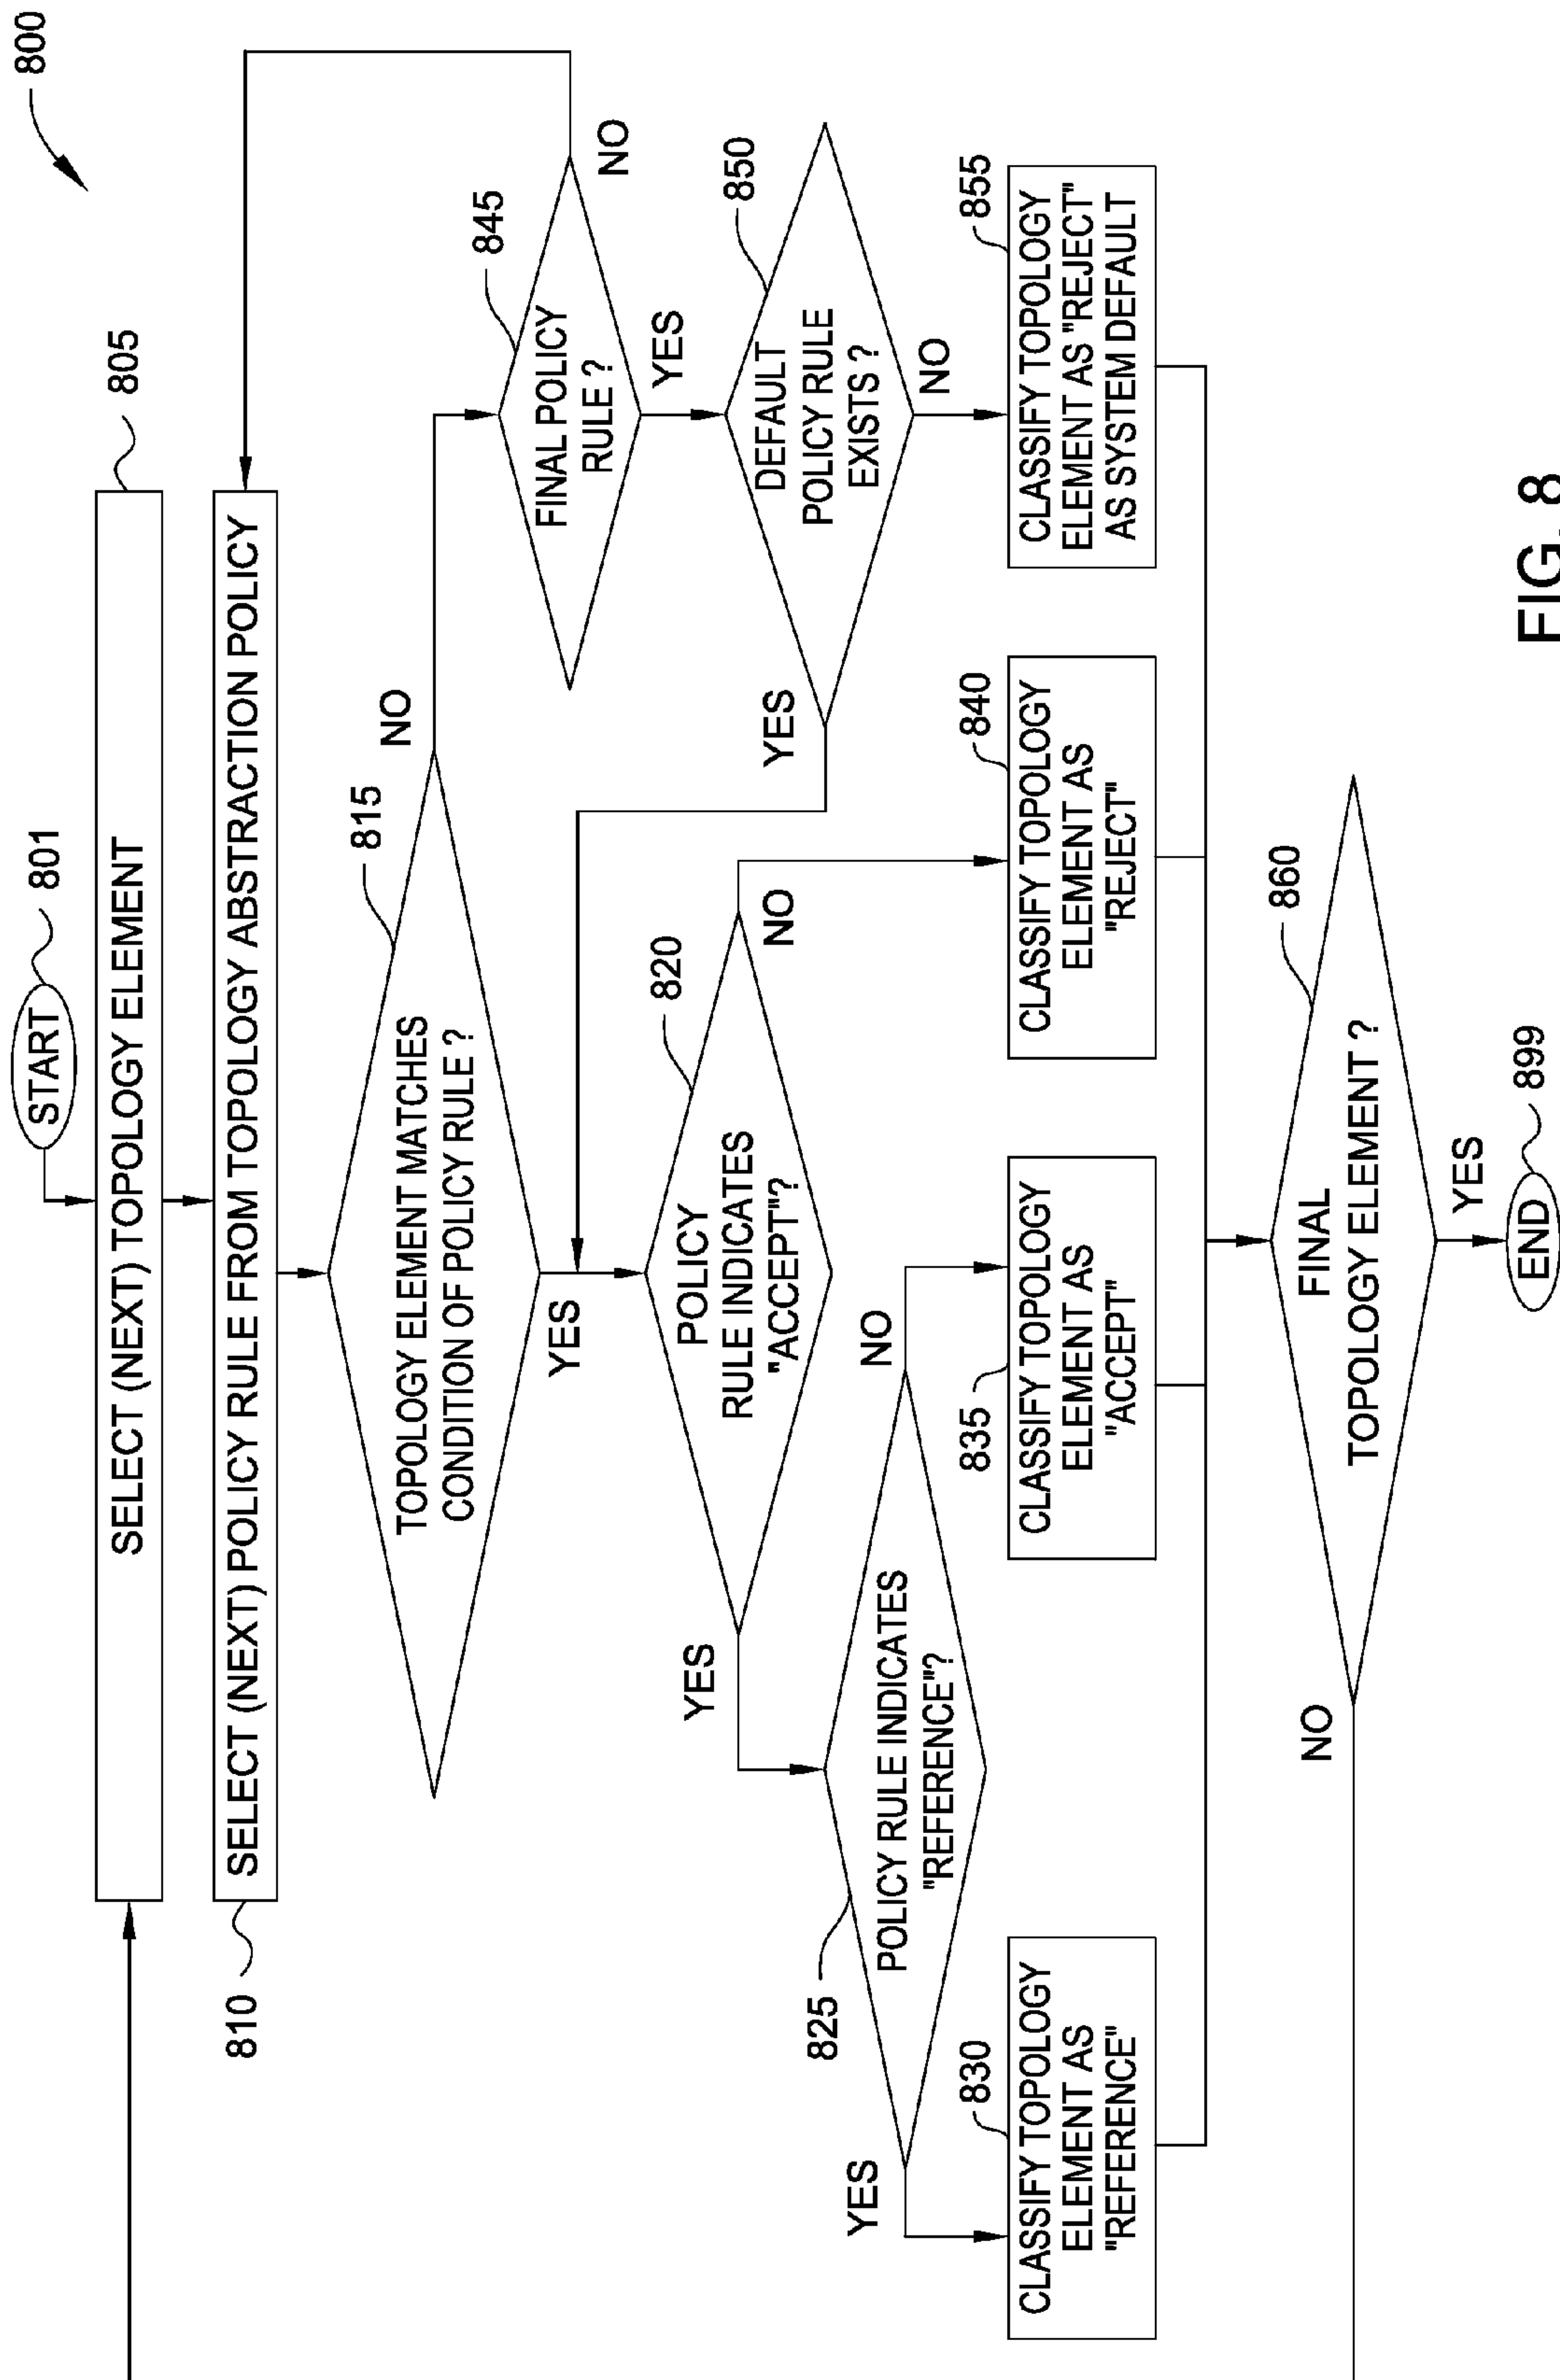 800
START
801
SELECT (NEXT) TOPOLOGY ELEMENT
805
SELECT (NEXT) POLICY RULE FROM TOPOLOGY ABSTRACTION POLICY
810
815
TOPOLOGY ELEMENT MATCHES
CONDITION OF POLICY RULE ?
NO
YES
845
FINAL POLICY
RULE ?
NO
YES
820
POLICY
RULE INDICATES
"ACCEPT"?
YES
NO
850
DEFAULT
POLICY RULE
EXISTS ?
YES
NO
825
POLICY RULE INDICATES
"REFERENCE"?
YES
NO
830
CLASSIFY TOPOLOGY
ELEMENT AS
"REFERENCE"
835
CLASSIFY TOPOLOGY
ELEMENT AS
"ACCEPT"
840
CLASSIFY TOPOLOGY
ELEMENT AS
"REJECT"
855
CLASSIFY TOPOLOGY
ELEMENT AS "REJECT"
AS SYSTEM DEFAULT
860
FINAL
TOPOLOGY ELEMENT ?
NO
YES
END
899
FIG. 8